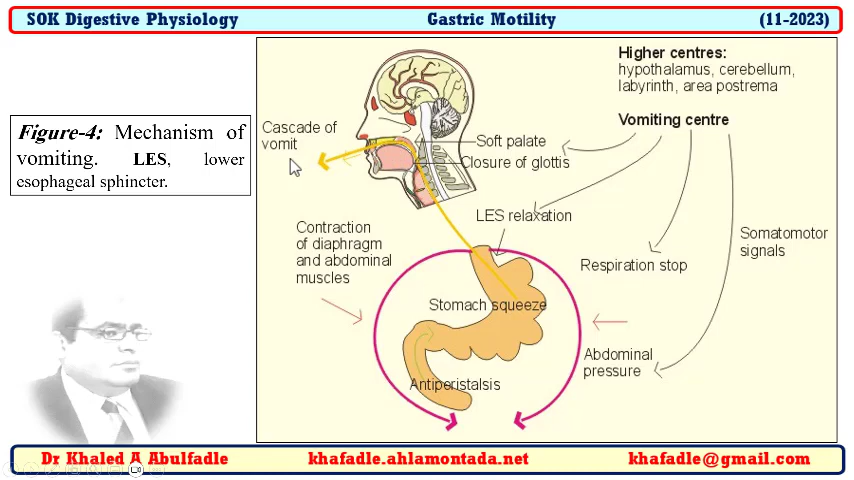 SOK Digestive Physiology Gastric Motility (11-2023)
Figure-4: Mechanism of
vomiting. LES, lower
esophageal sphincter.
Higher centres:
hypothalamus, cerebellum,
labyrinth, area postrema
Vomiting centre
Cascade of
vomit
Soft palate
Closure of glottis
LES relaxation
Contraction
of diaphragm
and abdominal
muscles
Somatomotor
signals
Respiration stop
Stomach squeeze
Abdominal
pressure
Antiperistalsis
Dr Khaled A Abulfadle khafadle.ahlamontada.net khafadle@gmail.com